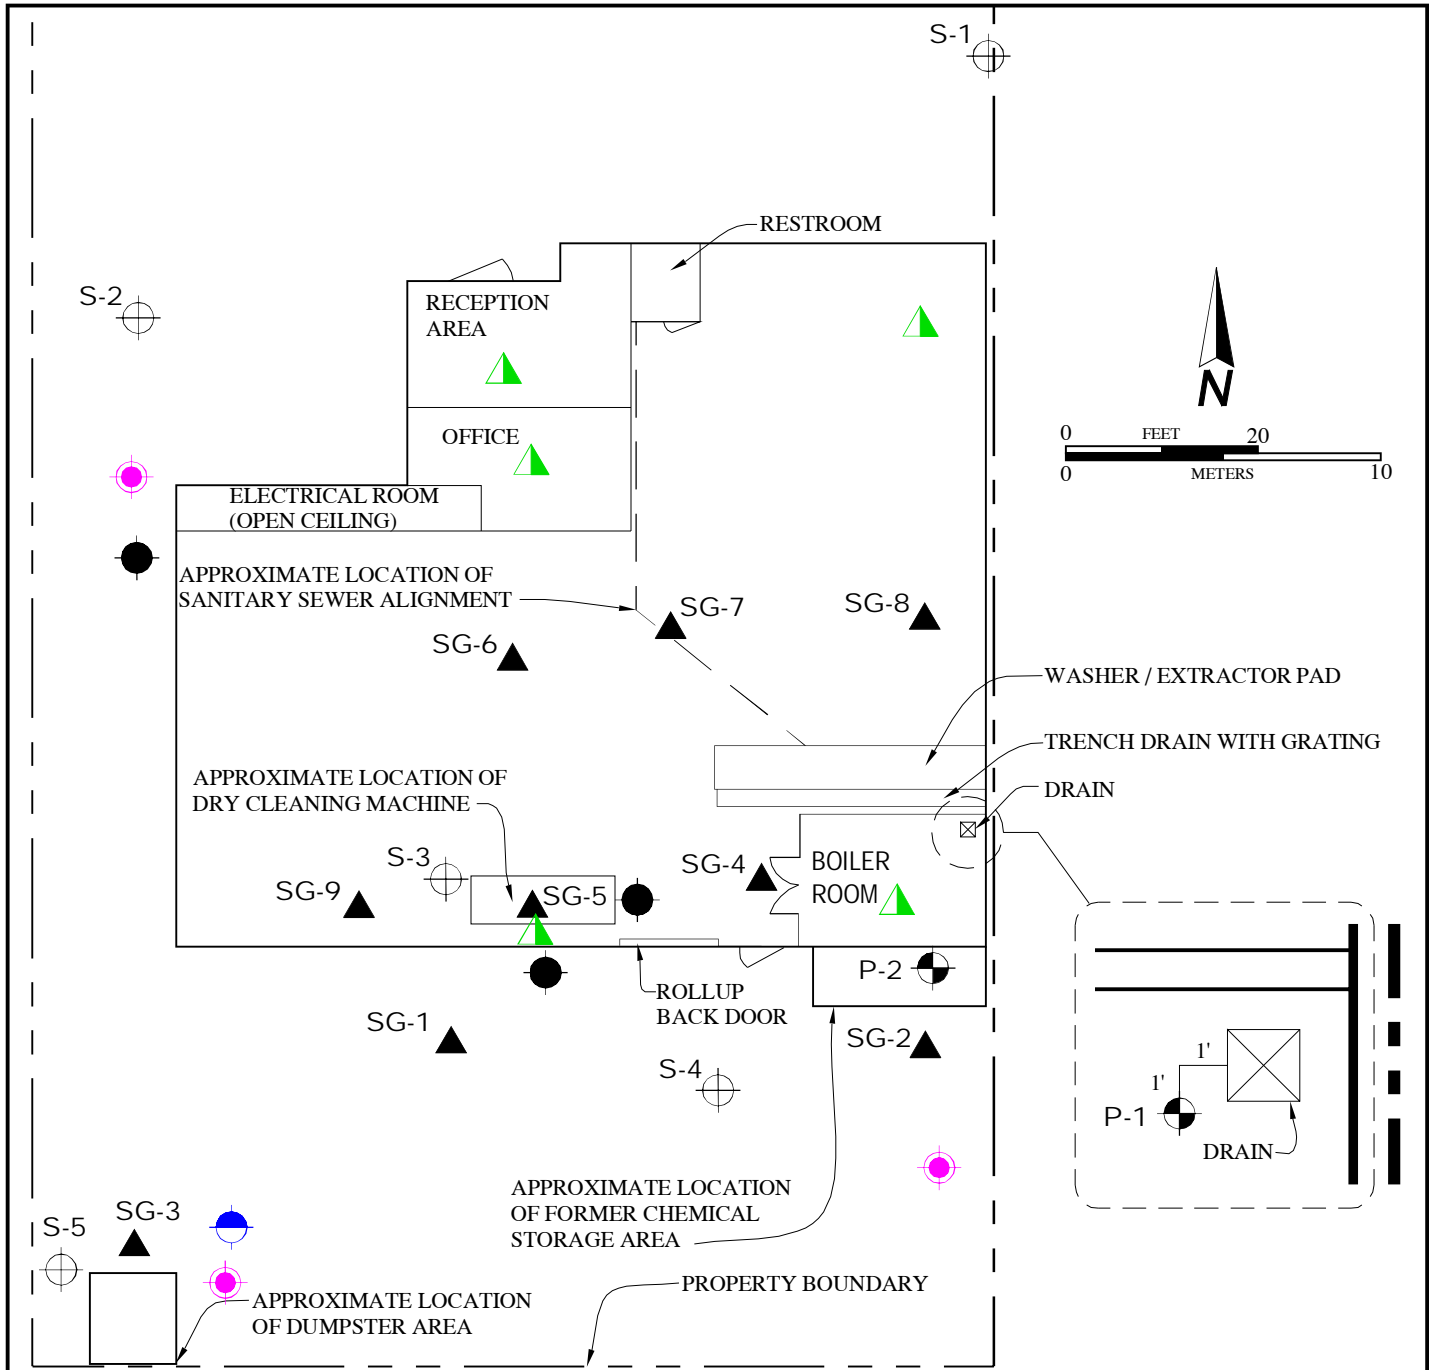 S-1
RESTROOM
S-2
RECEPTION
AREA
OFFICE
N
0 FEET 20
0 METERS 10
ELECTRICAL ROOM
(OPEN CEILING)
APPROXIMATE LOCATION OF
SANITARY SEWER ALIGNMENT
SG-7
SG-8
SG-6
WASHER / EXTRACTOR PAD
TRENCH DRAIN WITH GRATING
APPROXIMATE LOCATION OF
DRY CLEANING MACHINE
DRAIN
S-3
SG-4
BOILER
ROOM
SG-9
SG-5
P-2
ROLLUP
BACK DOOR
SG-1
SG-2
S-4
1'
1'
P-1
DRAIN
APPROXIMATE LOCATION
OF FORMER CHEMICAL
STORAGE AREA
SG-3
S-5
PROPERTY BOUNDARY
APPROXIMATE LOCATION
OF DUMPSTER AREA